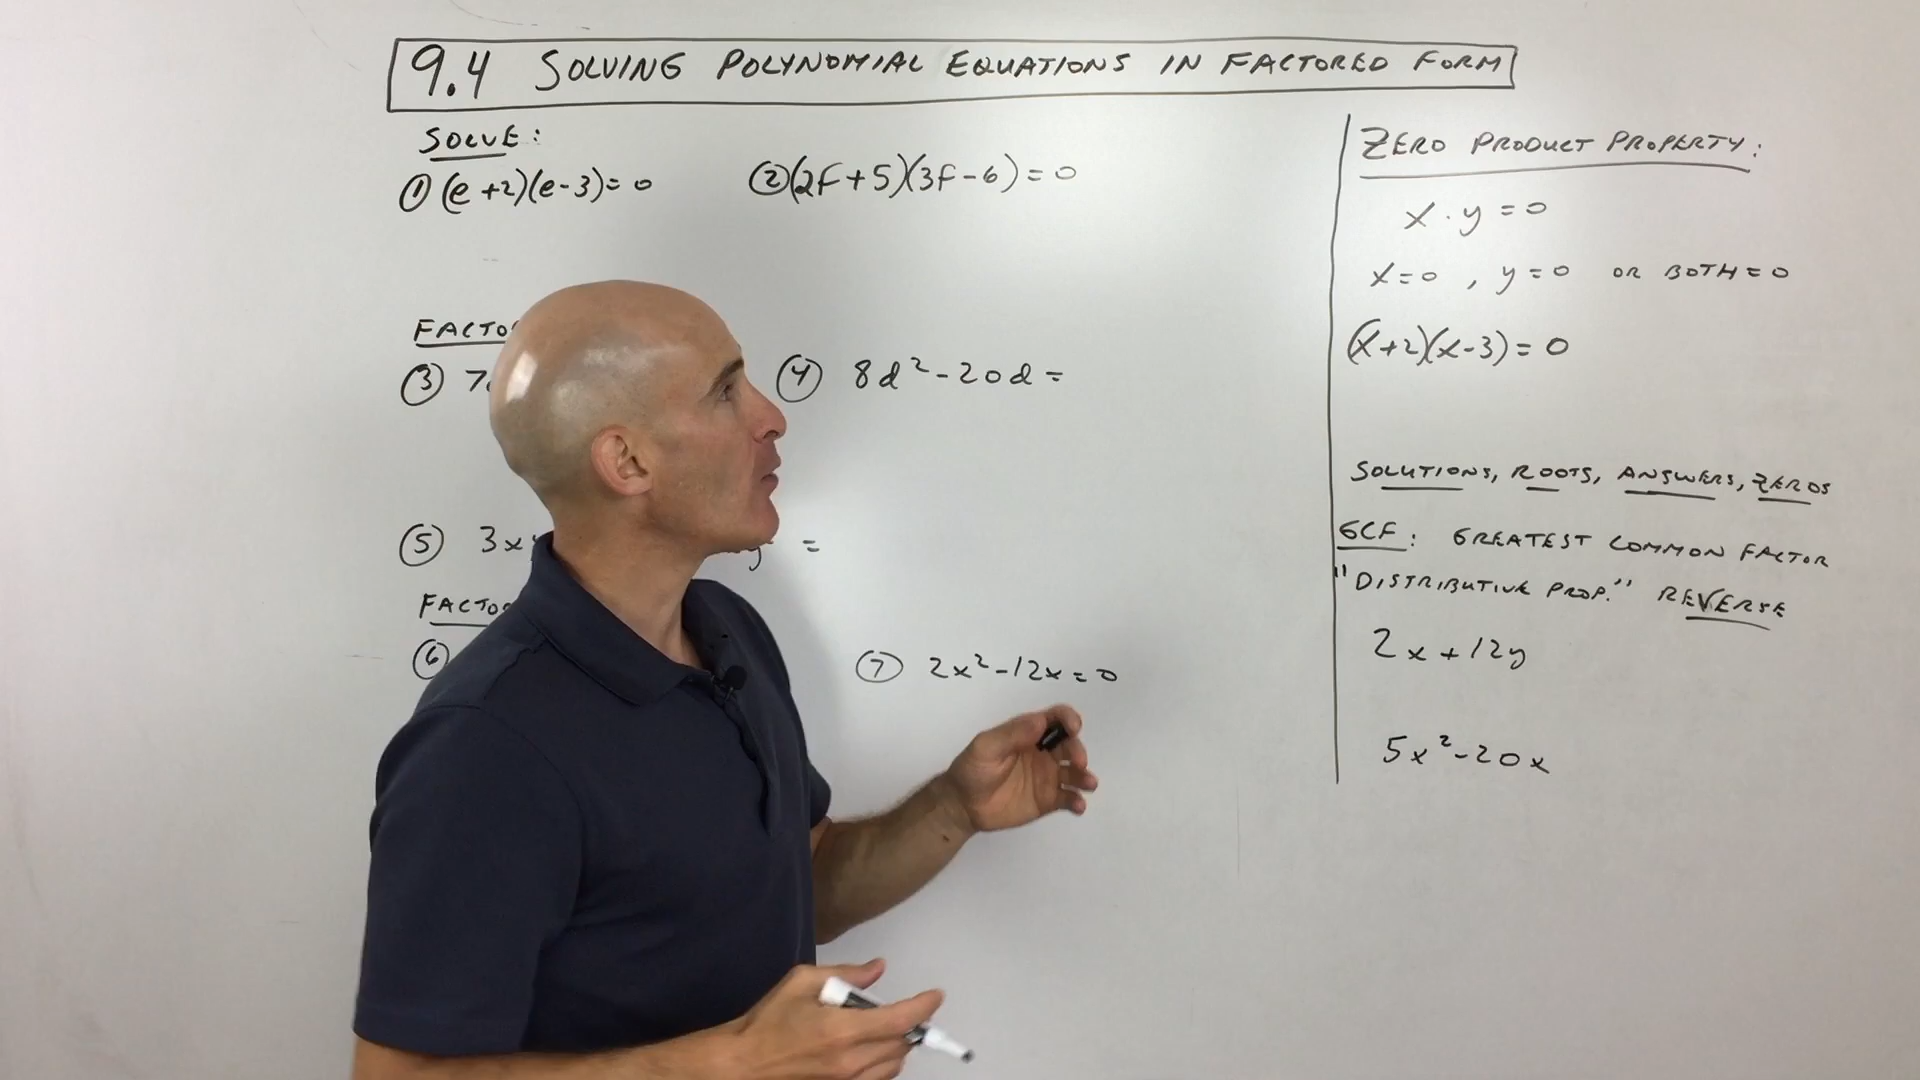 9.4 SOLVING POLYNOMIAL EQUATIONS IN FACTORED FORM
SOLVE:
① (e+2)(e-3)=0
② (2f+5)(3f-6)=0
③ 7
④ 8d²-20d=
⑤ 3x =
⑥
⑦ 2x²-12x=0
ZERO PRODUCT PROPERTY:
x·y=0
x=0, y=0 OR BOTH=0
(x+2)(x-3)=0
SOLUTIONS, ROOTS, ANSWERS, ZEROS
GCF: GREATEST COMMON FACTOR
"DISTRIBUTIVE PROP." REVERSE
2x+12y
5x²-20x